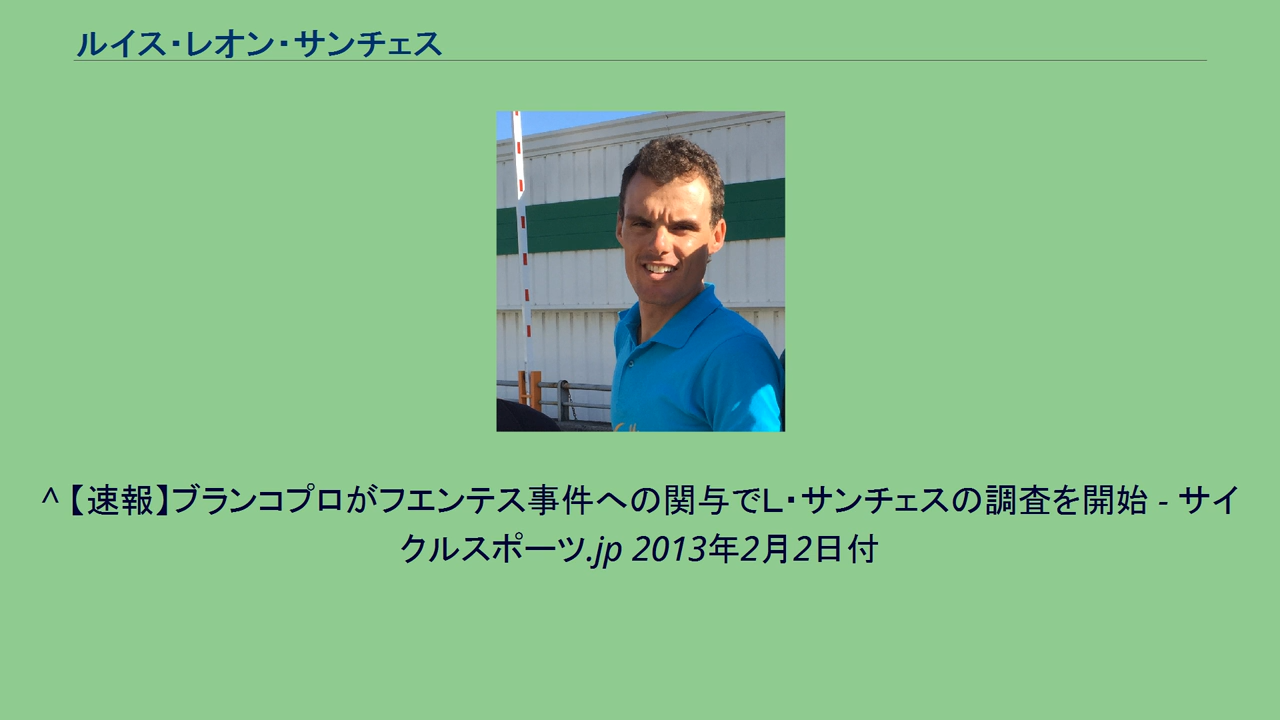 ルイス・レオン・サンチェス
^ 【速報】ブランコプロがフエンテス事件への関与でL・サンチェスの調査を開始 - サイ
クルスポーツ.jp 2013年2月2日付